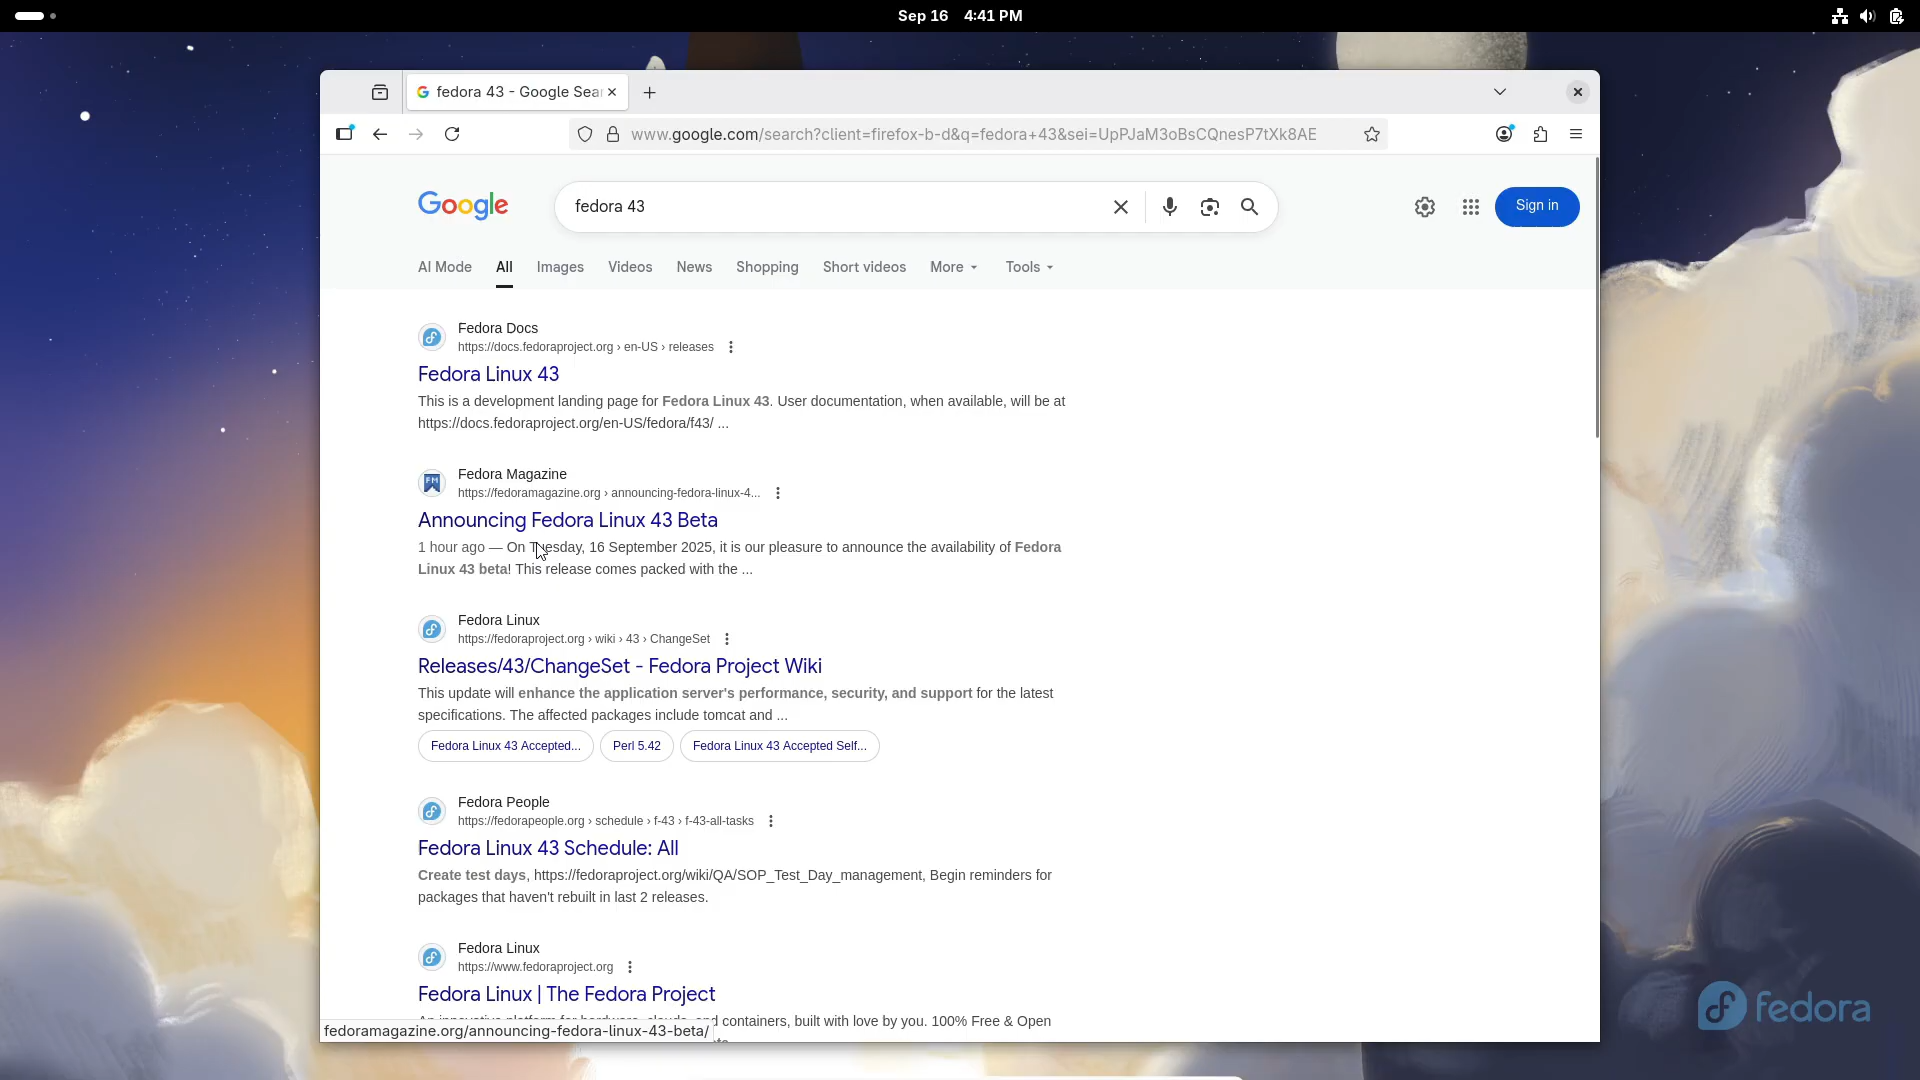 Sep 16 4:41 PM
fedora 43 - Google Sea
www.google.com/search?client=firefox-b-d&q=fedora+43&sei=UpPJaM3oBsCQnesP7tXk8AE
Google
fedora 43
Sign in
AI Mode All Images Videos News Shopping Short videos More Tools
Fedora Docs
https://docs.fedoraproject.org › en-US › releases
Fedora Linux 43
This is a development landing page for Fedora Linux 43. User documentation, when available, will be at
https://docs.fedoraproject.org/en-US/fedora/f43/ ...
FM
Fedora Magazine
https://fedoramagazine.org › announcing-fedora-linux-4...
Announcing Fedora Linux 43 Beta
1 hour ago — On Tuesday, 16 September 2025, it is our pleasure to announce the availability of Fedora
Linux 43 beta! This release comes packed with the ...
Fedora Linux
https://fedoraproject.org › wiki › 43 › ChangeSet
Releases/43/ChangeSet - Fedora Project Wiki
This update will enhance the application server's performance, security, and support for the latest
specifications. The affected packages include tomcat and ...
Fedora Linux 43 Accepted... Perl 5.42 Fedora Linux 43 Accepted Self...
Fedora People
https://fedorapeople.org › schedule › f-43 › f-43-all-tasks
Fedora Linux 43 Schedule: All
Create test days, https://fedoraproject.org/wiki/QA/SOP_Test_Day_management, Begin reminders for
packages that haven't rebuilt in last 2 releases.
Fedora Linux
https://www.fedoraproject.org
Fedora Linux | The Fedora Project
containers, built with love by you. 100% Free & Open
fedoramagazine.org/announcing-fedora-linux-43-beta/
fedora